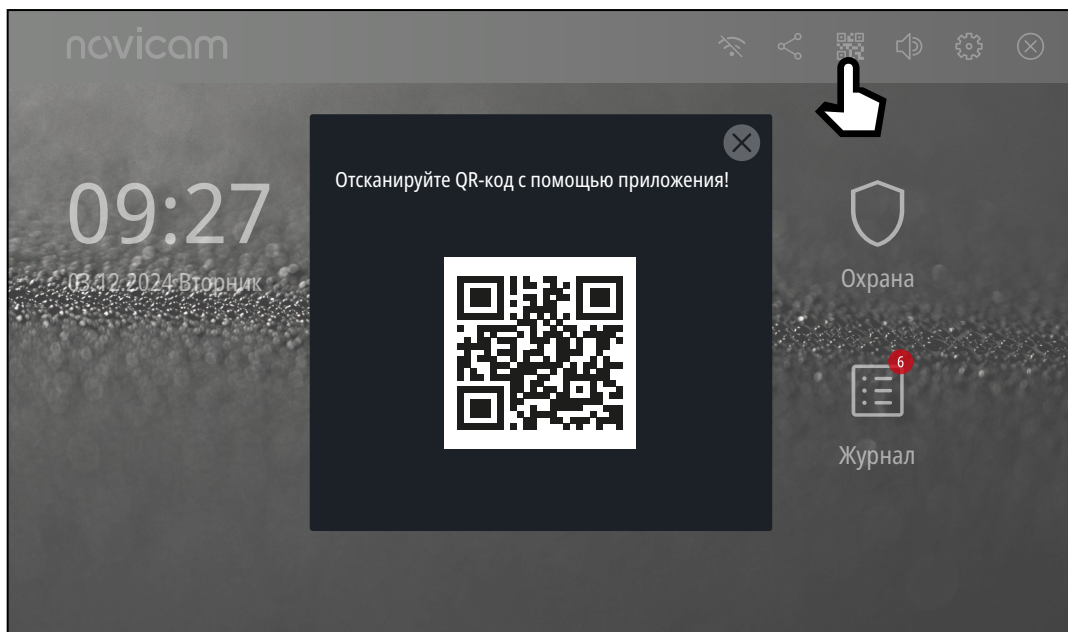 novicam
Отсканируйте QR-код с помощью приложения!
09:27
03.12.2024 Вторник
Охрана
6
Журнал